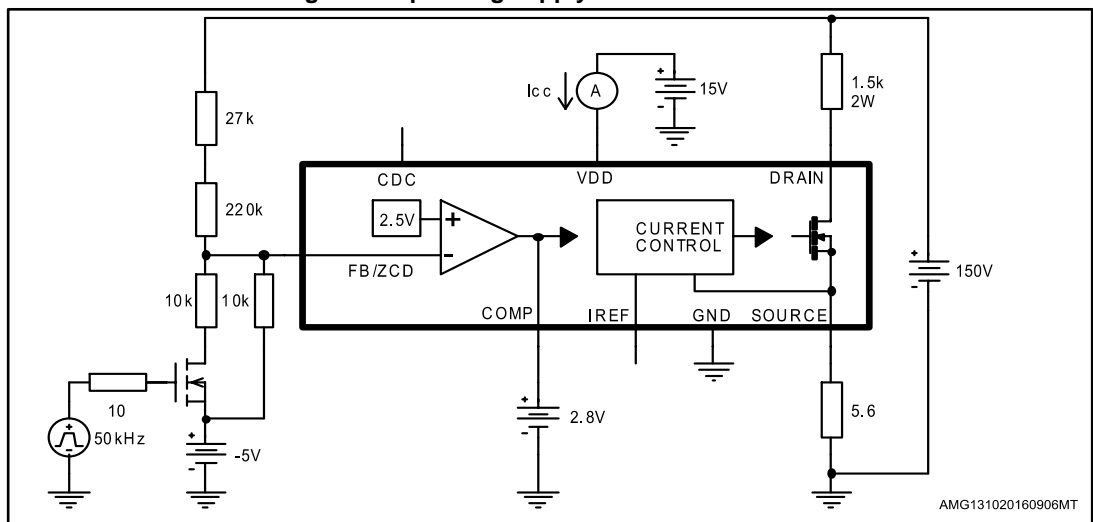 Icc
A
+
-
15V
1.5k
2W
27k
220k
CDC
VDD
DRAIN
2.5V
+
-
CURRENT
CONTROL
FB/ZCD
10k
10k
COMP
IREF
GND
SOURCE
+
-
150V
10
50kHz
+
-
+
-
-5V
+
-
2.8V
5.6
AMG131020160906MT